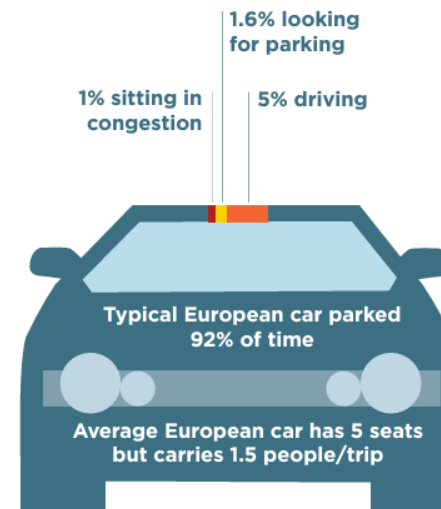 1.6% looking
for parking
1% sitting in
congestion
5% driving
Typical European car parked
92% of time
Average European car has 5 seats
but carries 1.5 people/trip